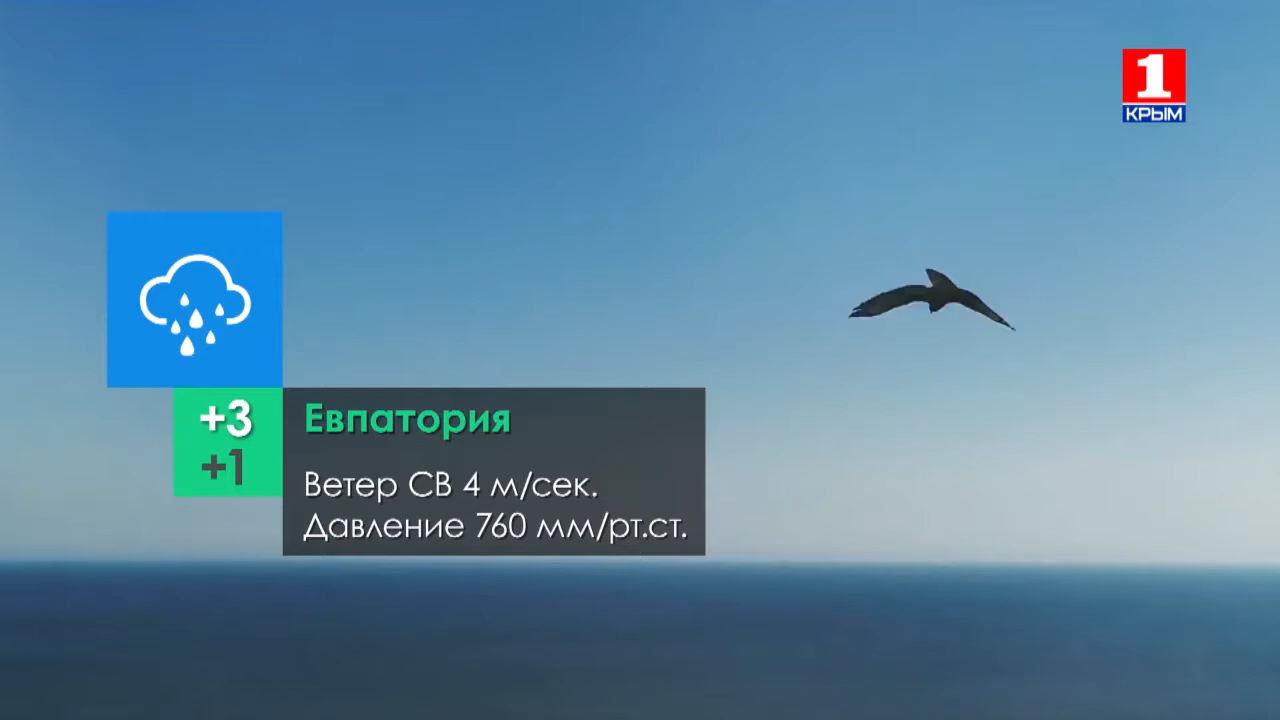 1
КРЫМ
+3
+1
Евпатория
Ветер СВ 4 м/сек.
Давление 760 мм/рт.ст.